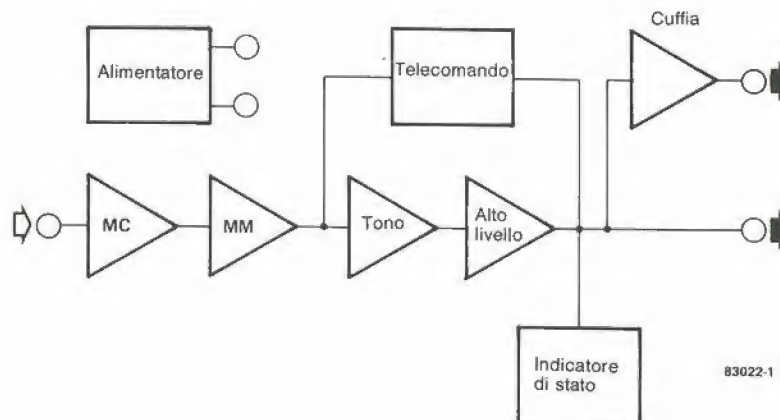 Cuffia
Alimentatore
Telecomando
MC
MM
Tono
Alto
livello
Indicatore
di stato
83022-1